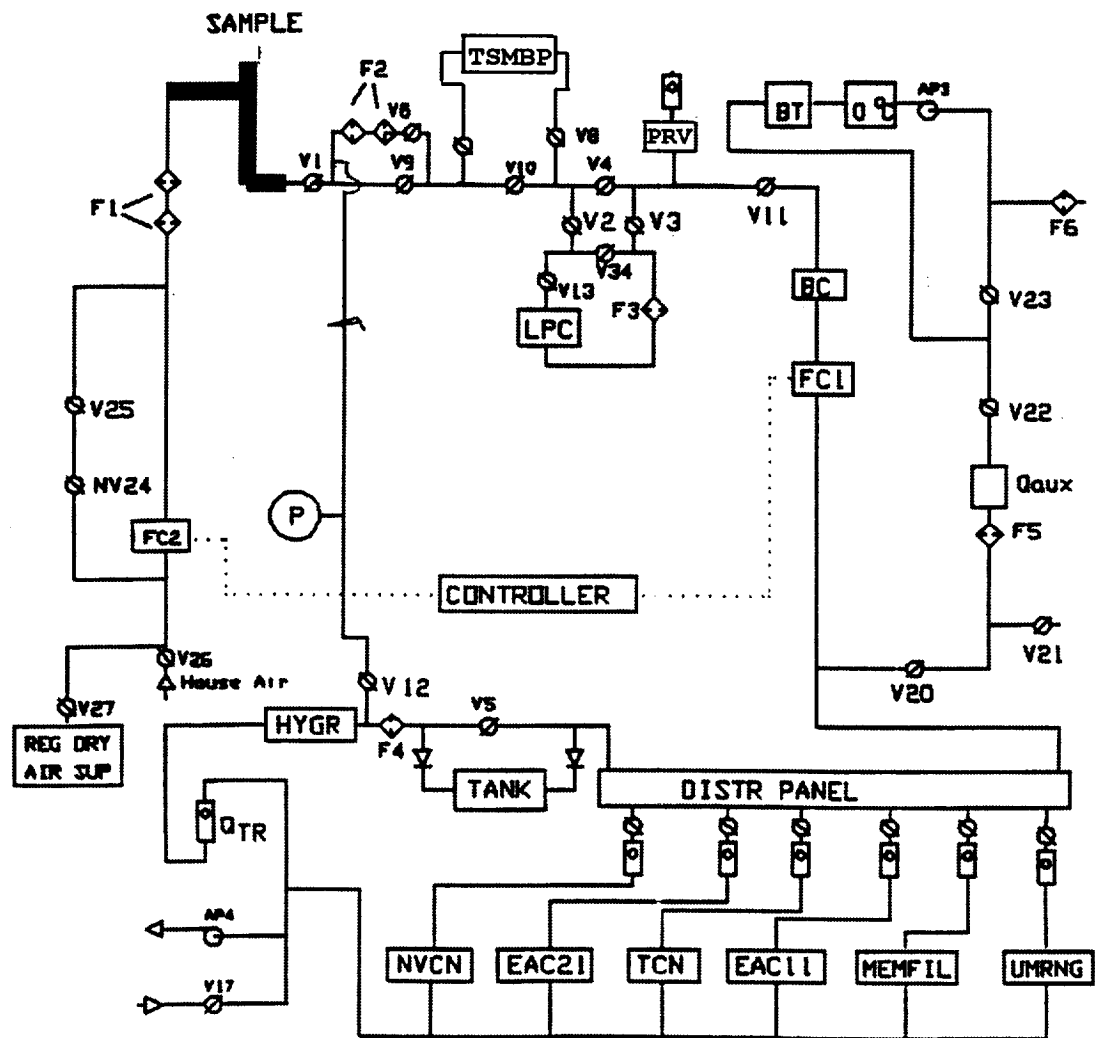 SAMPLE
TSMBP
F2
V6
V8
PRV
BT
0 °C
AP3
V1
V9
V10
V4
V11
F1
V2
V3
F6
V34
V13
F3
LPC
BC
V23
FC1
V25
V22
NV24
Qaux
P
F5
FC2
CONTROLLER
V26
House Air
V21
V20
V12
V27
HYGR
F4
V5
REG DRY
AIR SUP
TANK
DISTR PANEL
QTR
AP4
V17
NVCN
EAC21
TCN
EAC11
MEMFIL
UMRNG